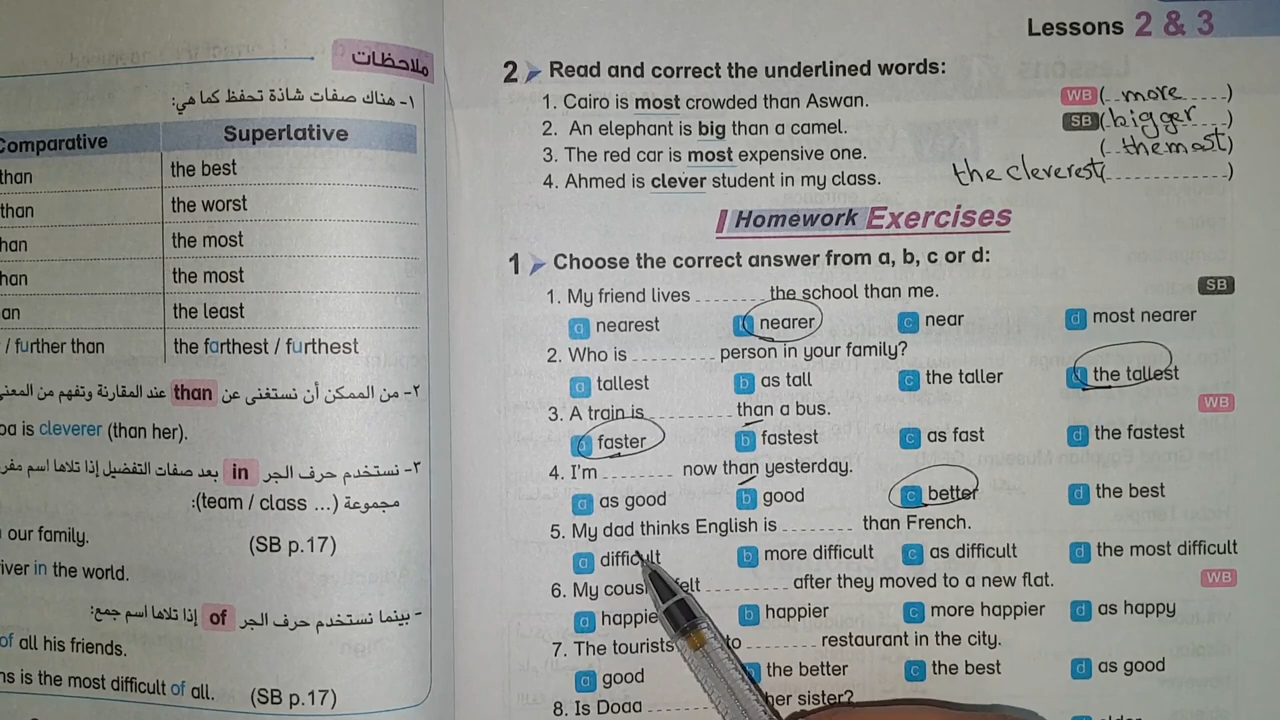 ملاحظات
١- هناك صفات شاذة تحفظ كما هي:
Comparative Superlative
than the best
than the worst
han the most
han the most
an the least
/ further than the farthest / furthest
٢- من الممكن أن نستغنى عن than عند المقارنة وتفهم من المعنى
oa is cleverer (than her).
٣- نستخدم حرف الجر in بعد صفات التفضيل إذا تلاها اسم مفر
مجموعة (team / class ...):
our family. (SB p.17)
iver in the world.
- بينما نستخدم حرف الجر of إذا تلاها اسم جمع:
of all his friends.
ns is the most difficult of all. (SB p.17)
Lessons 2 & 3
2 Read and correct the underlined words:
1. Cairo is most crowded than Aswan. WB (more)
2. An elephant is big than a camel. SB (bigger)
3. The red car is most expensive one. (the most)
4. Ahmed is clever student in my class. the cleverest (............)
Homework Exercises
1 Choose the correct answer from a, b, c or d:
1. My friend lives ________ the school than me. SB
a nearest b nearer c near d most nearer
2. Who is ________ person in your family?
a tallest b as tall c the taller d the tallest
3. A train is ________ than a bus. WB
a faster b fastest c as fast d the fastest
4. I'm ________ now than yesterday.
a as good b good c better d the best
5. My dad thinks English is ________ than French.
a difficult b more difficult c as difficult d the most difficult
6. My cous elt ________ after they moved to a new flat. WB
a happie b happier c more happier d as happy
7. The tourists to ________ restaurant in the city.
a good b the better c the best d as good
8. Is Doaa ________ her sister?